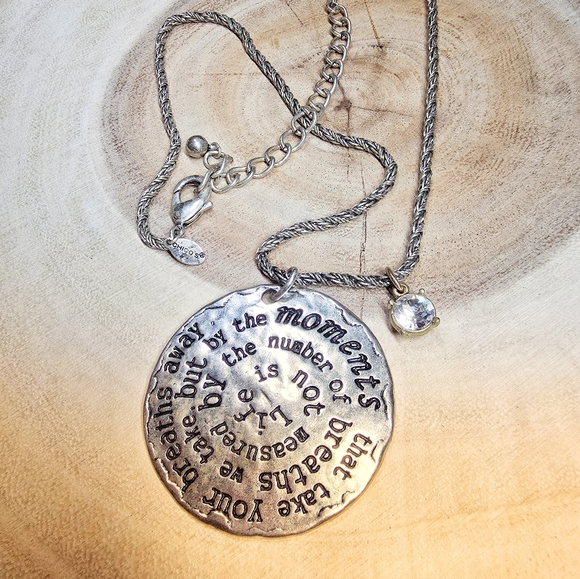 Life is not measured by the number of breaths we take but by the moments that take your breaths away
CHICO'S